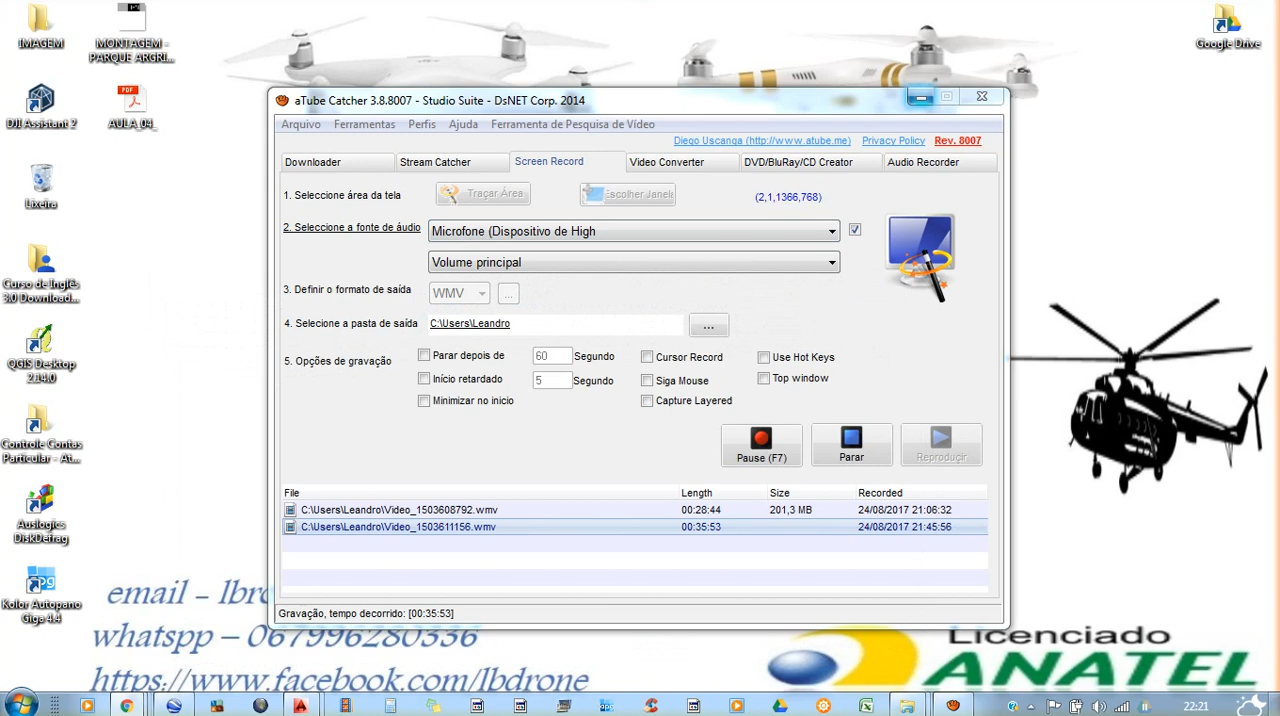 IMAGEM
MONTAGEM -
PARQUE ARGRI...
DJI Assistant 2
PDF
AULA_04_
Lixeira
Curso de Inglês
3.0 Download...
QGIS Desktop
2.14.0
Controle Contas
Particular - At...
Auslogics
DiskDefrag
Kolor Autopano
Giga 4.4
Google Drive
aTube Catcher 3.8.8007 - Studio Suite - DsNET Corp. 2014
Arquivo Ferramentas Perfis Ajuda Ferramenta de Pesquisa de Vídeo
Diego Uscanga (http://www.atube.me) Privacy Policy Rev. 8007
Downloader Stream Catcher Screen Record Video Converter DVD/BluRay/CD Creator Audio Recorder
1. Seleccione área da tela Traçar Área Escolher Janela (2,1,1366,768)
2. Seleccione a fonte de áudio Microfone (Dispositivo de High
Volume principal
3. Definir o formato de saída WMV ...
4. Selecione a pasta de saída C:\Users\Leandro ...
5. Opções de gravação
Parar depois de 60 Segundo Cursor Record Use Hot Keys
Início retardado 5 Segundo Siga Mouse Top window
Minimizar no inicio Capture Layered
Pause (F7) Parar Reproduçir
File Length Size Recorded
C:\Users\Leandro\Video_1503608792.wmv 00:28:44 201,3 MB 24/08/2017 21:06:32
C:\Users\Leandro\Video_1503611156.wmv 00:35:53 24/08/2017 21:45:56
Gravação, tempo decorrido: [00:35:53]
email - lbro
whatspp - 067996280336
https://www.facebook.com/lbdrone
Licenciado
ANATEL
22:21